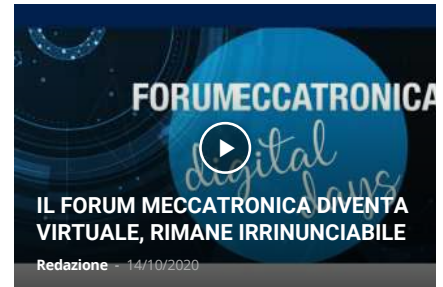 FORUMECCATRONICA
digital
days
IL FORUM MECCATRONICA DIVENTA
VIRTUALE, RIMANE IRRINUNCIABILE
Redazione - 14/10/2020